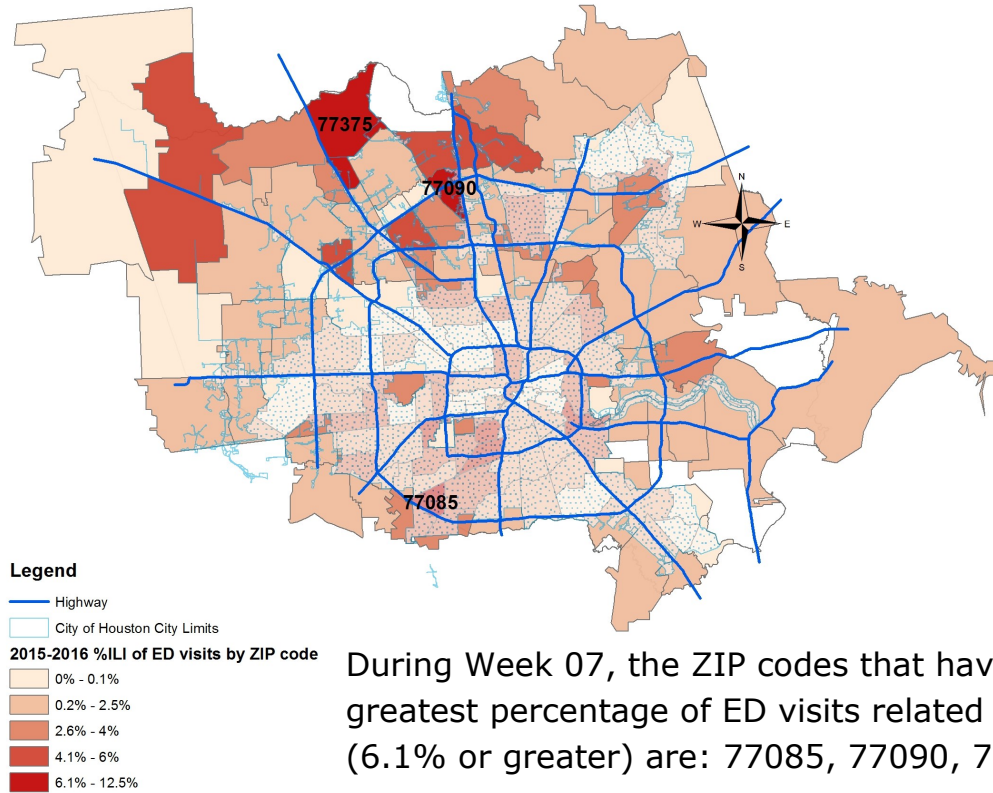 77375
77090
N
W
E
S
77085
Legend
Highway
City of Houston City Limits
2015-2016 %ILI of ED visits by ZIP code
0% - 0.1%
0.2% - 2.5%
2.6% - 4%
4.1% - 6%
6.1% - 12.5%
During Week 07, the ZIP codes that hav
greatest percentage of ED visits related
(6.1% or greater) are: 77085, 77090, 7